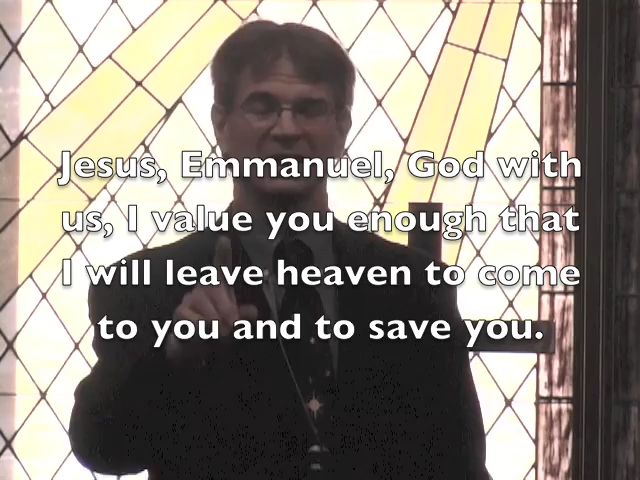 Jesus, Emmanuel, God with
us, I value you enough that
I will leave heaven to come
to you and to save you.